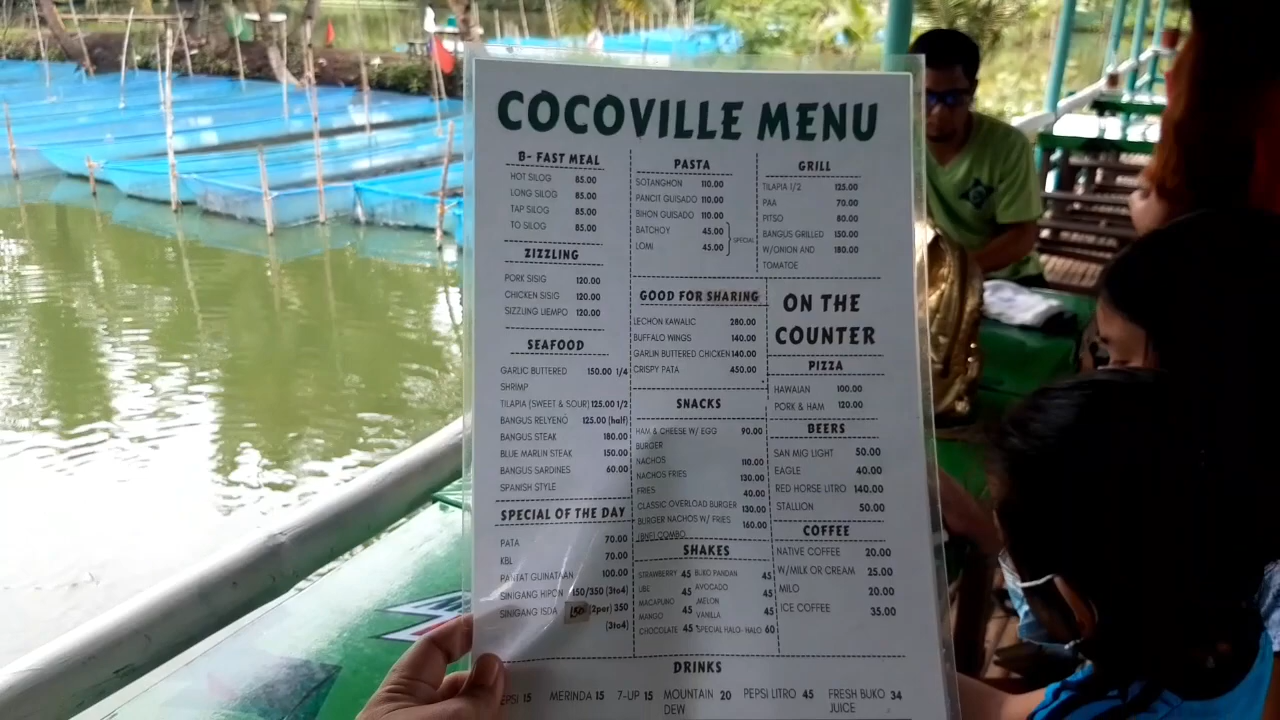 COCOVILLE MENU
B- FAST MEAL
HOT SILOG 85.00
LONG SILOG 85.00
TAP SILOG 85.00
TO SILOG 85.00
ZIZZLING
PORK SISIG 120.00
CHICKEN SISIG 120.00
SIZZLING LIEMPO 120.00
SEAFOOD
GARLIC BUTTERED 150.00 1/4
SHRIMP
TILAPIA (SWEET & SOUR) 125.00 1/2
BANGUS RELYENO 125.00 (half)
BANGUS STEAK 180.00
BLUE MARLIN STEAK 150.00
BANGUS SARDINES 60.00
SPANISH STYLE
SPECIAL OF THE DAY
PATA 70.00
KBL 70.00
PANTAT GUINATAAN 100.00
SINIGANG HIPON 150/350 (3to4)
SINIGANG ISDA 150 (2per) 350
(3to4)
PASTA
SOTANGHON 110.00
PANCIT GUISADO 110.00
BIHON GUISADO 110.00
BATCHOY 45.00
LOMI 45.00
SPECIAL
GOOD FOR SHARING
LECHON KAWALIC 280.00
BUFFALO WINGS 140.00
GARLIN BUTTERED CHICKEN 140.00
CRISPY PATA 450.00
SNACKS
HAM & CHEESE W/ EGG 90.00
BURGER
NACHOS 110.00
NACHOS FRIES 130.00
FRIES 40.00
CLASSIC OVERLOAD BURGER 130.00
BURGER NACHOS W/ FRIES 160.00
(BNF) COMBO
SHAKES
STRAWBERRY 45 BUKO PANDAN 45
UBE 45 AVOCADO 45
MACAPUNO 45 MELON 45
MANGO 45 VANILLA 45
CHOCOLATE 45 *SPECIAL HALO- HALO 60
GRILL
TILAPIA 1/2 125.00
PAA 70.00
PITSO 80.00
BANGUS GRILLED 150.00
W/ONION AND 180.00
TOMATOE
ON THE
COUNTER
PIZZA
HAWAIIAN 100.00
PORK & HAM 120.00
BEERS
SAN MIG LIGHT 50.00
EAGLE 40.00
RED HORSE LITRO 140.00
STALLION 50.00
COFFEE
NATIVE COFFEE 20.00
W/MILK OR CREAM 25.00
MILO 20.00
ICE COFFEE 35.00
DRINKS
EPSI 15 MERINDA 15 7-UP 15 MOUNTAIN 20 PEPSI LITRO 45 FRESH BUKO 34
DEW JUICE